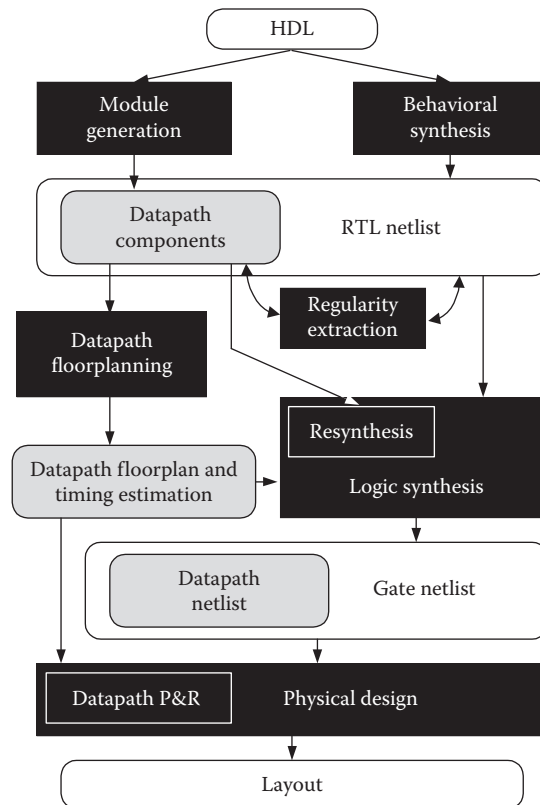 HDL
Module
generation
Behavioral
synthesis
Datapath
components
RTL netlist
Regularity
extraction
Datapath
floorplanning
Resynthesis
Logic synthesis
Datapath floorplan and
timing estimation
Datapath
netlist
Gate netlist
Datapath P&R
Physical design
Layout